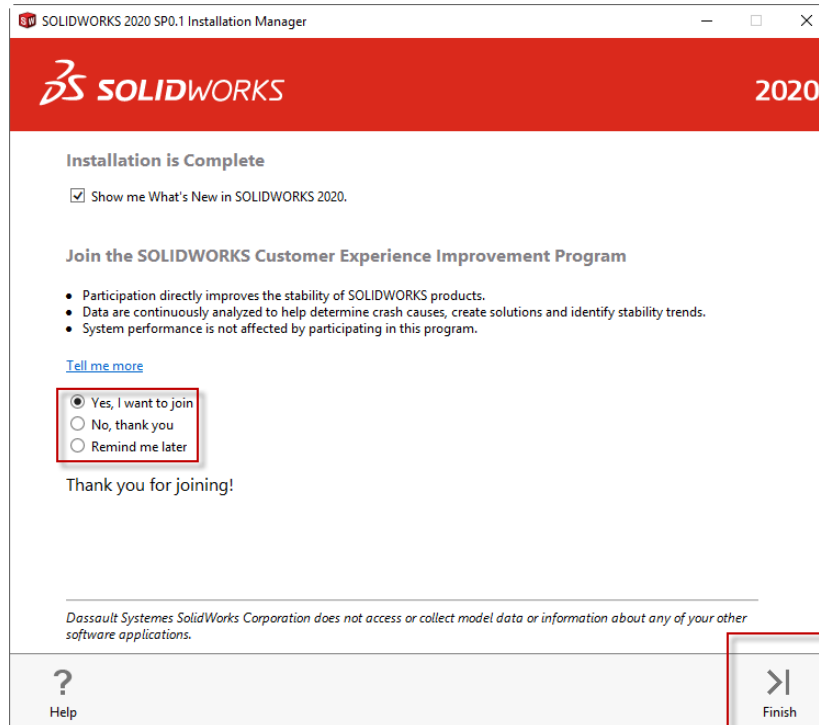 SOLIDWORKS 2020 SP0.1 Installation Manager
SOLIDWORKS
2020
Installation is Complete
Show me What's New in SOLIDWORKS 2020.
Join the SOLIDWORKS Customer Experience Improvement Program
• Participation directly improves the stability of SOLIDWORKS products.
• Data are continuously analyzed to help determine crash causes, create solutions and identify stability trends.
• System performance is not affected by participating in this program.
Tell me more
Yes, I want to join
No, thank you
Remind me later
Thank you for joining!
Dassault Systemes SolidWorks Corporation does not access or collect model data or information about any of your other
software applications.
?
Help
Finish